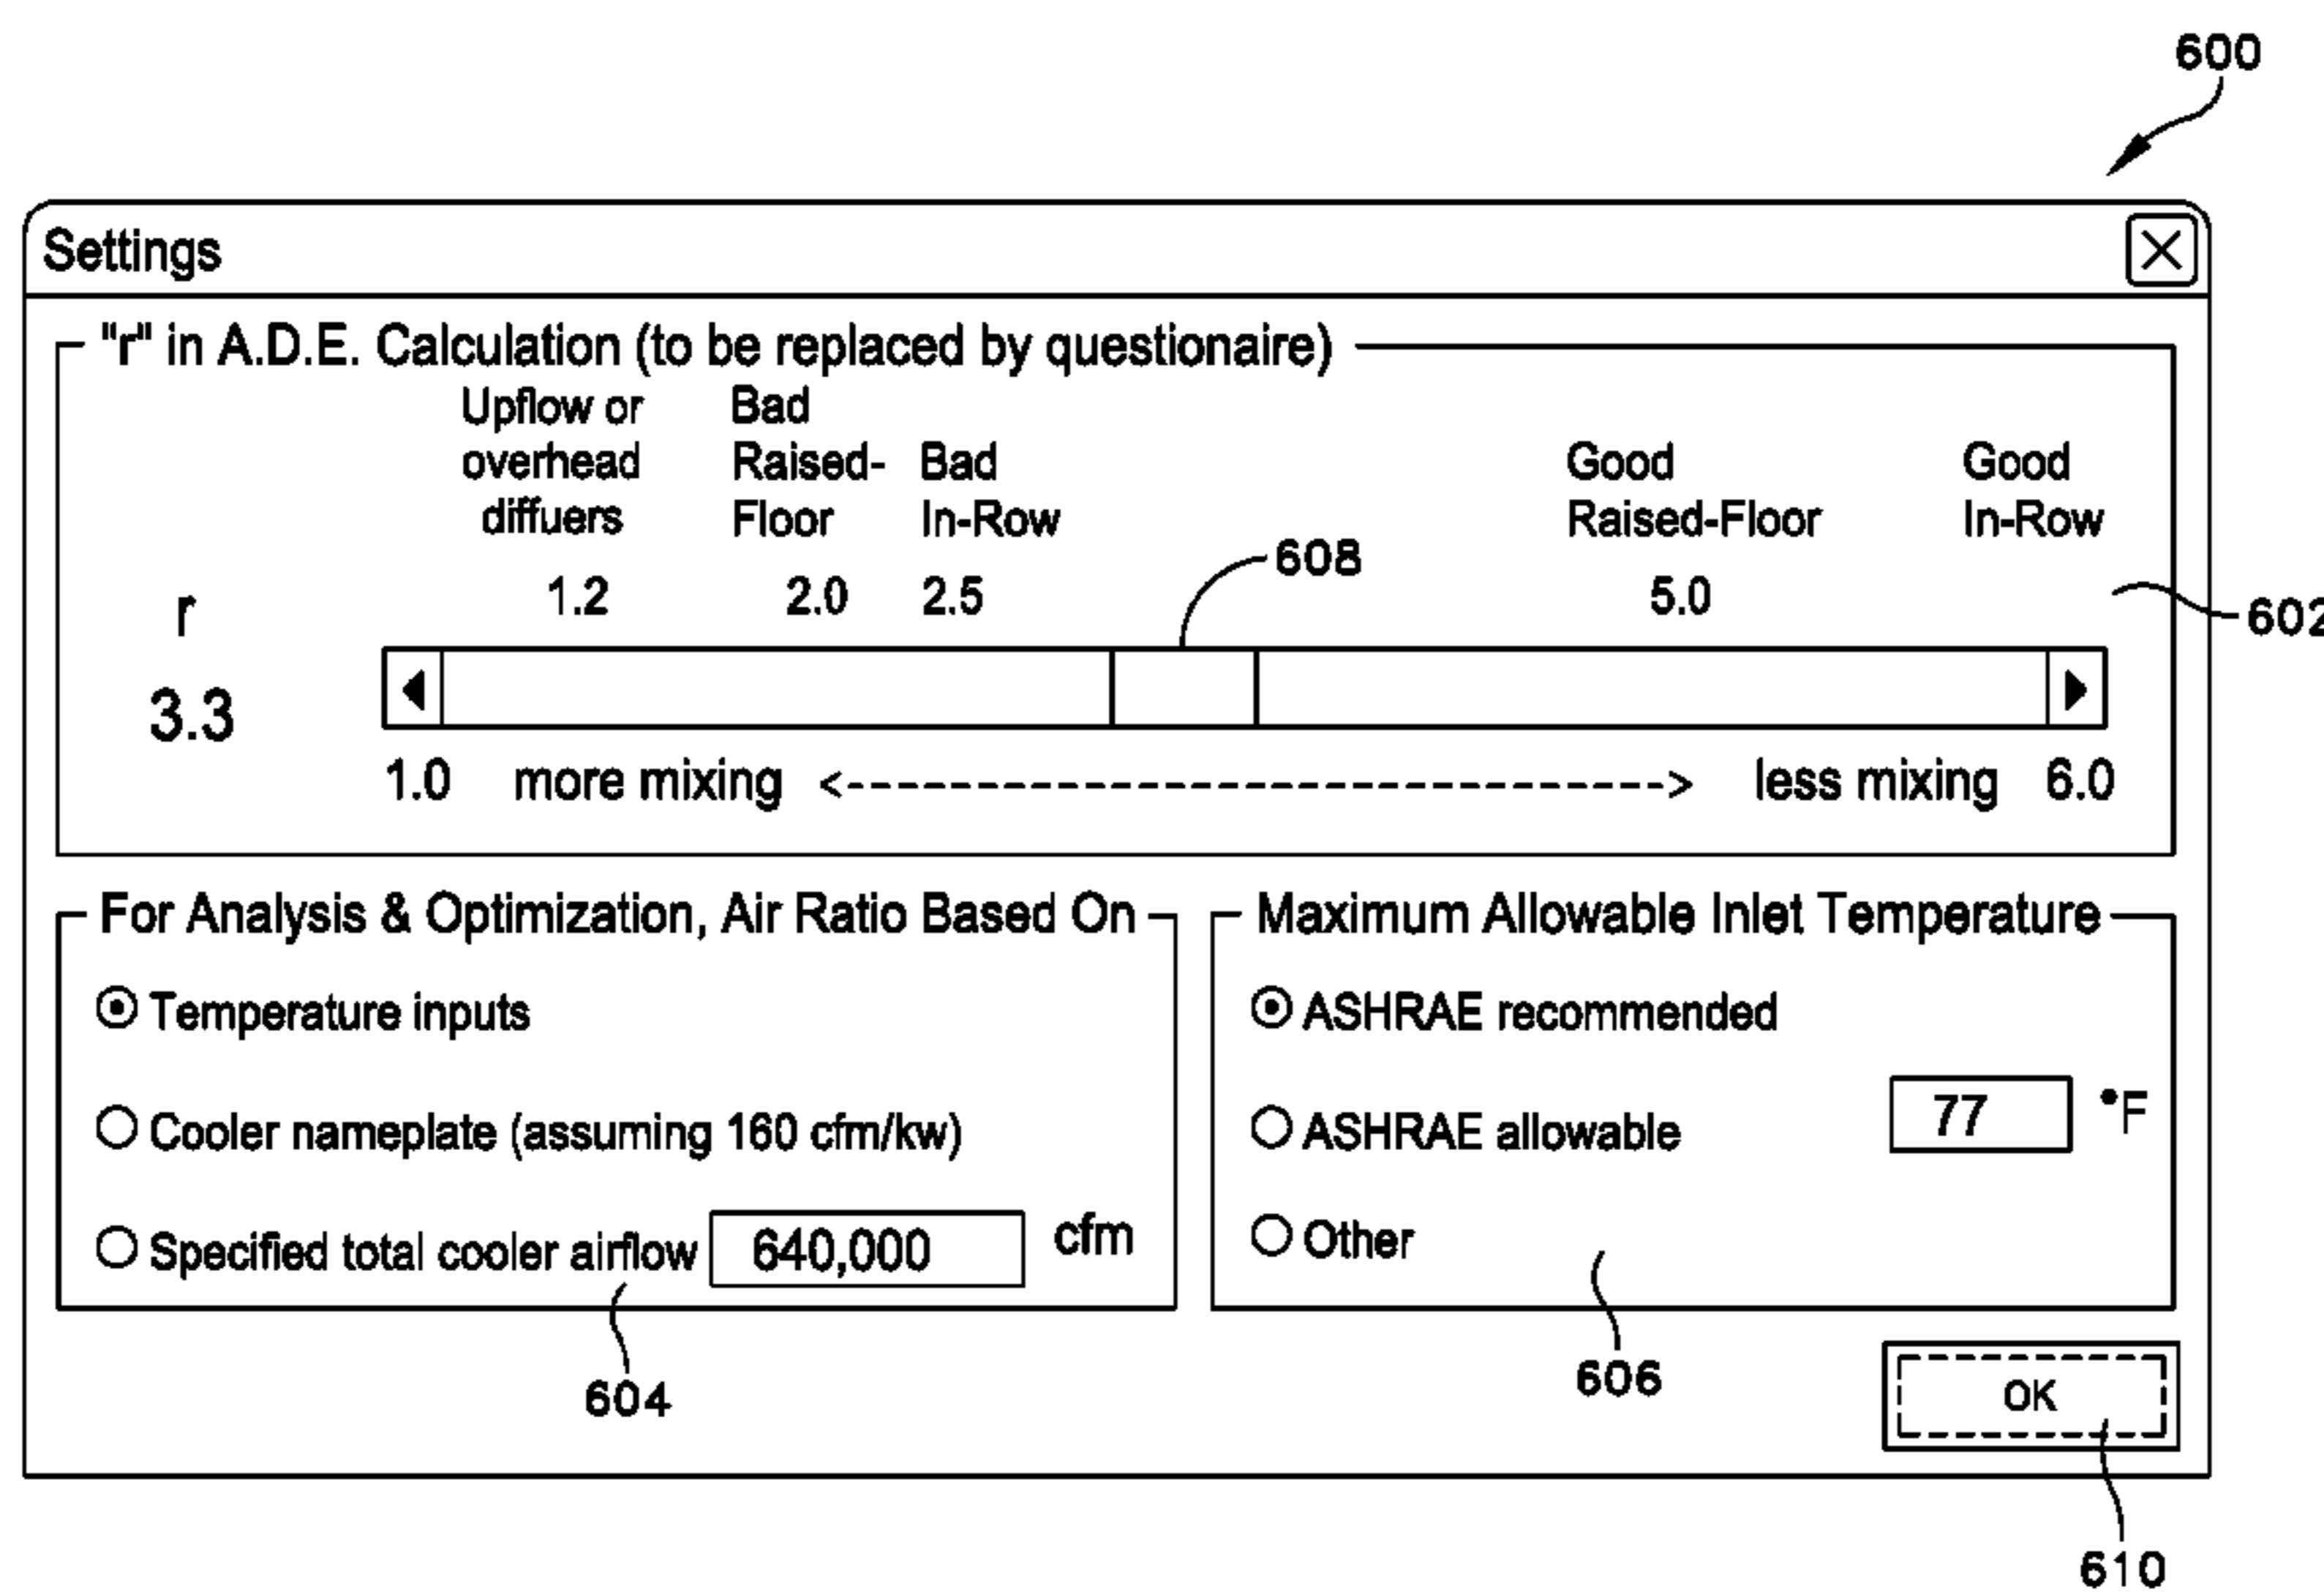 600
Settings
"r" in A.D.E. Calculation (to be replaced by questionaire)
Upflow or Bad
overhead Raised- Bad Good Good
diffuers Floor In-Row Raised-Floor In-Row
608
1.2 2.0 2.5 5.0
r
602
3.3
1.0 more mixing <--------------------------------> less mixing 6.0
For Analysis & Optimization, Air Ratio Based On
Temperature inputs
Cooler nameplate (assuming 160 cfm/kw)
Specified total cooler airflow 640,000 cfm
604
Maximum Allowable Inlet Temperature
ASHRAE recommended
ASHRAE allowable 77 °F
Other
606
OK
610